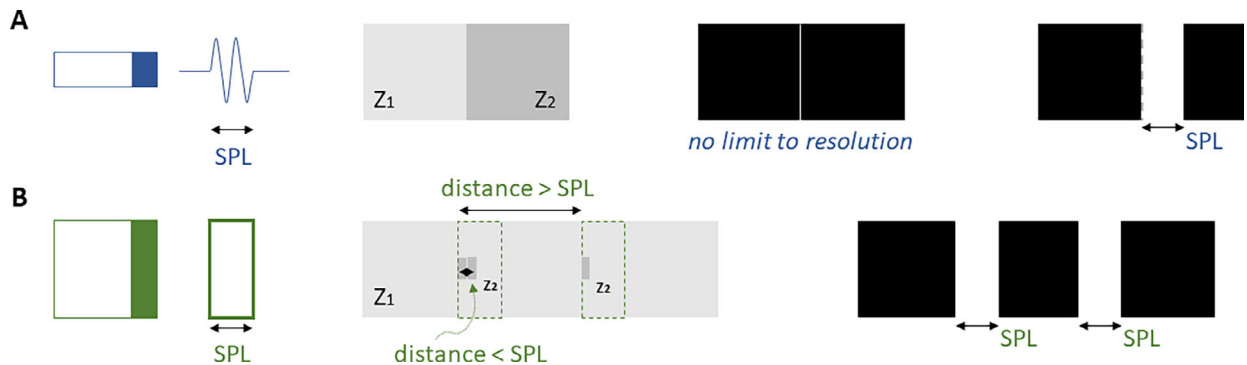 A
SPL
Z1
Z2
no limit to resolution
SPL
B
distance > SPL
SPL
Z1
Z2
Z2
distance < SPL
SPL
SPL